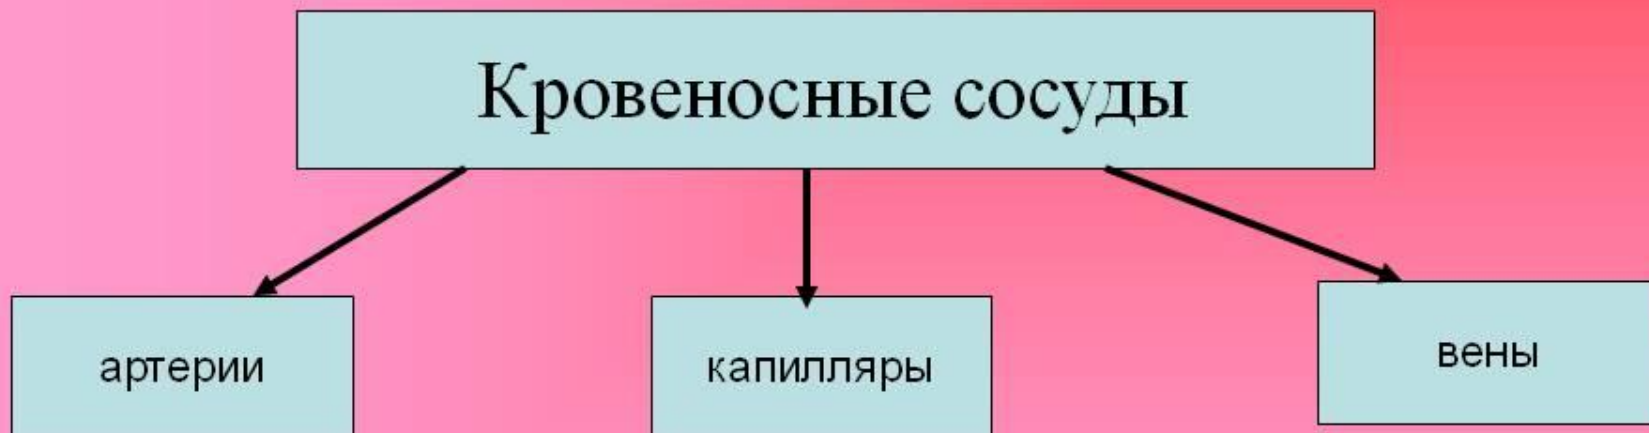 Кровеносные сосуды
артерии
капилляры
вены